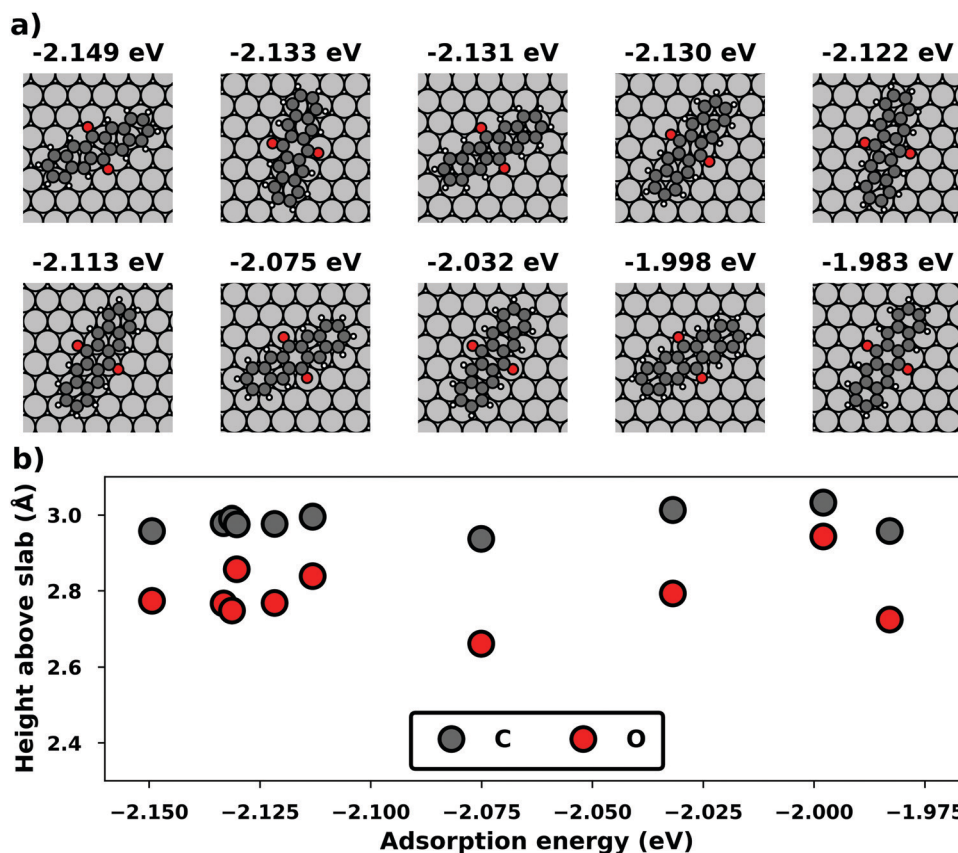 a)
-2.149 eV -2.133 eV -2.131 eV -2.130 eV -2.122 eV
-2.113 eV -2.075 eV -2.032 eV -1.998 eV -1.983 eV
b)
Height above slab (Å)
3.0
2.8
2.6
2.4
C O
−2.150 −2.125 −2.100 −2.075 −2.050 −2.025 −2.000 −1.975
Adsorption energy (eV)